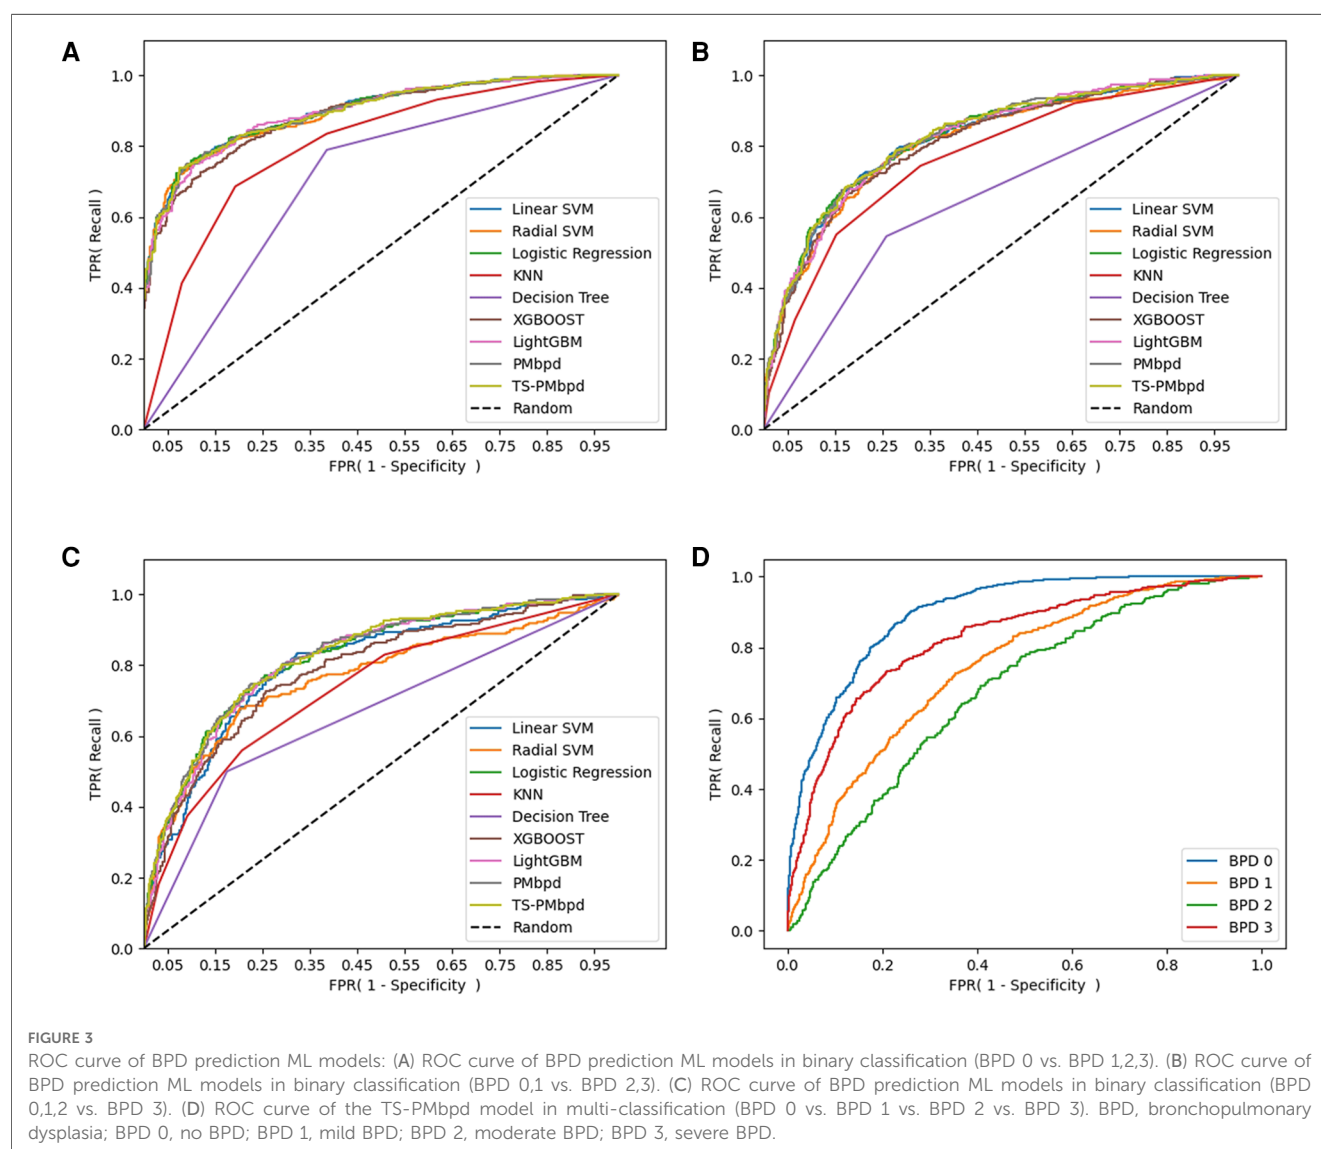 A
1.0
0.8
0.6
0.4
0.2
0.0
TPR( Recall )
0.05 0.15 0.25 0.35 0.45 0.55 0.65 0.75 0.85 0.95
FPR( 1 - Specificity )
Linear SVM
Radial SVM
Logistic Regression
KNN
Decision Tree
XGBOOST
LightGBM
PMbpd
TS-PMbpd
Random
B
1.0
0.8
0.6
0.4
0.2
0.0
TPR( Recall )
0.05 0.15 0.25 0.35 0.45 0.55 0.65 0.75 0.85 0.95
FPR( 1 - Specificity )
Linear SVM
Radial SVM
Logistic Regression
KNN
Decision Tree
XGBOOST
LightGBM
PMbpd
TS-PMbpd
Random
C
1.0
0.8
0.6
0.4
0.2
0.0
TPR( Recall )
0.05 0.15 0.25 0.35 0.45 0.55 0.65 0.75 0.85 0.95
FPR( 1 - Specificity )
Linear SVM
Radial SVM
Logistic Regression
KNN
Decision Tree
XGBOOST
LightGBM
PMbpd
TS-PMbpd
Random
D
1.0
0.8
0.6
0.4
0.2
0.0
TPR( Recall )
0.0 0.2 0.4 0.6 0.8 1.0
FPR( 1 - Specificity )
BPD 0
BPD 1
BPD 2
BPD 3
FIGURE 3
ROC curve of BPD prediction ML models: (A) ROC curve of BPD prediction ML models in binary classification (BPD 0 vs. BPD 1,2,3). (B) ROC curve of
BPD prediction ML models in binary classification (BPD 0,1 vs. BPD 2,3). (C) ROC curve of BPD prediction ML models in binary classification (BPD
0,1,2 vs. BPD 3). (D) ROC curve of the TS-PMbpd model in multi-classification (BPD 0 vs. BPD 1 vs. BPD 2 vs. BPD 3). BPD, bronchopulmonary
dysplasia; BPD 0, no BPD; BPD 1, mild BPD; BPD 2, moderate BPD; BPD 3, severe BPD.